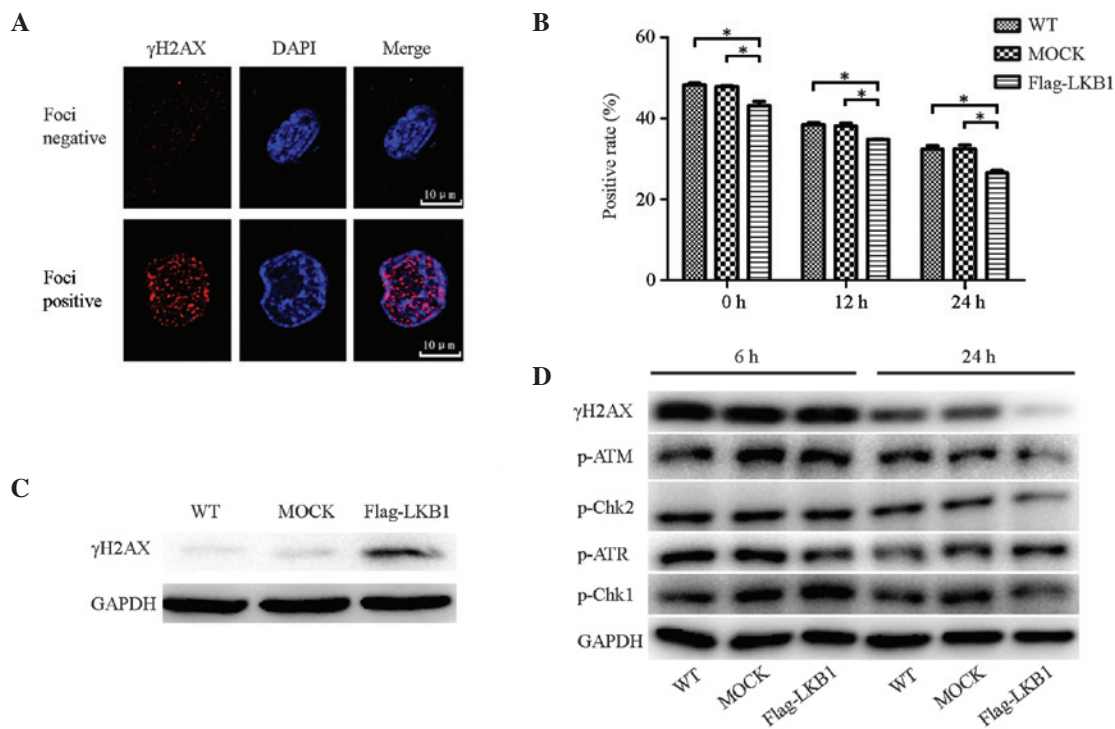 A
γH2AX DAPI Merge
Foci
negative
10 μm
Foci
positive
10 μm
B
WT
MOCK
Flag-LKB1
Positive rate (%)
60
40
20
0
* * * * * *
0 h 12 h 24 h
C
WT MOCK Flag-LKB1
γH2AX
GAPDH
D
6 h 24 h
γH2AX
p-ATM
p-Chk2
p-ATR
p-Chk1
GAPDH
WT MOCK Flag-LKB1 WT MOCK Flag-LKB1